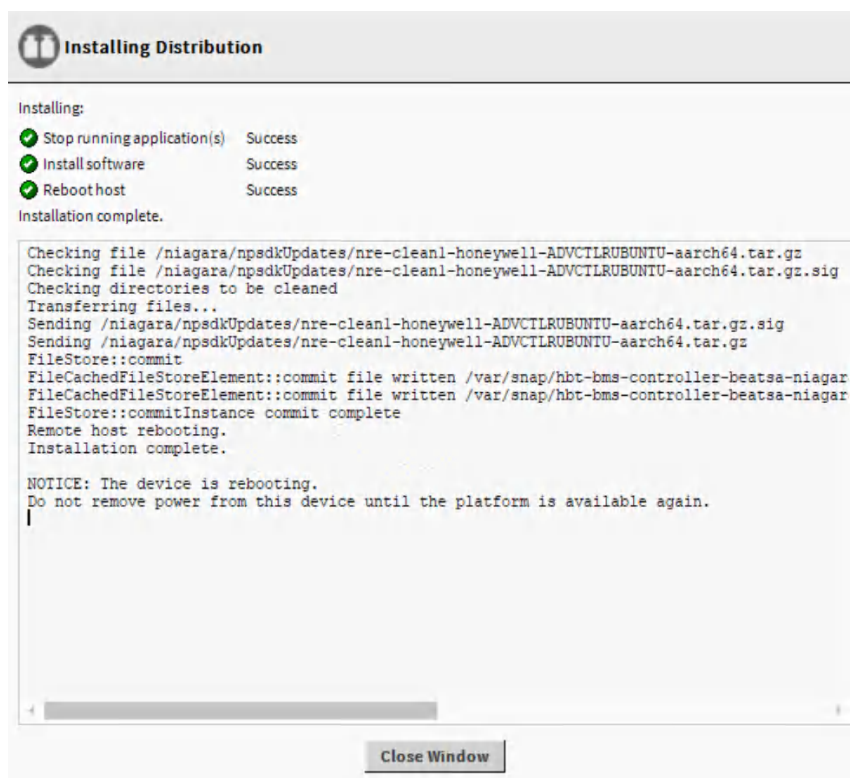 Installing Distribution
Installing:
Stop running application(s) Success
Install software Success
Reboot host Success
Installation complete.
Checking file /niagara/npsdkUpdates/nre-clean1-honeywell-ADVCTLRUBUNTU-aarch64.tar.gz
Checking file /niagara/npsdkUpdates/nre-clean1-honeywell-ADVCTLRUBUNTU-aarch64.tar.gz.sig
Checking directories to be cleaned
Transferring files...
Sending /niagara/npsdkUpdates/nre-clean1-honeywell-ADVCTLRUBUNTU-aarch64.tar.gz.sig
Sending /niagara/npsdkUpdates/nre-clean1-honeywell-ADVCTLRUBUNTU-aarch64.tar.gz
FileStore::commit
FileCachedFileStoreElement::commit file written /var/snap/hbt-bms-controller-beatsa-niagar
FileCachedFileStoreElement::commit file written /var/snap/hbt-bms-controller-beatsa-niagar
FileStore::commitInstance commit complete
Remote host rebooting.
Installation complete.
NOTICE: The device is rebooting.
Do not remove power from this device until the platform is available again.
Close Window